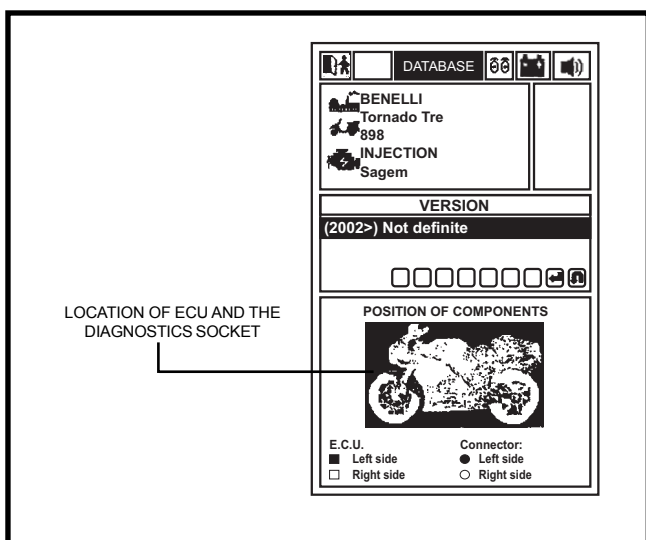 DATABASE
BENELLI
Tornado Tre
898
INJECTION
Sagem
VERSION
(2002>) Not definite
LOCATION OF ECU AND THE
DIAGNOSTICS SOCKET
POSITION OF COMPONENTS
E.C.U.
Left side
Right side
Connector:
Left side
Right side